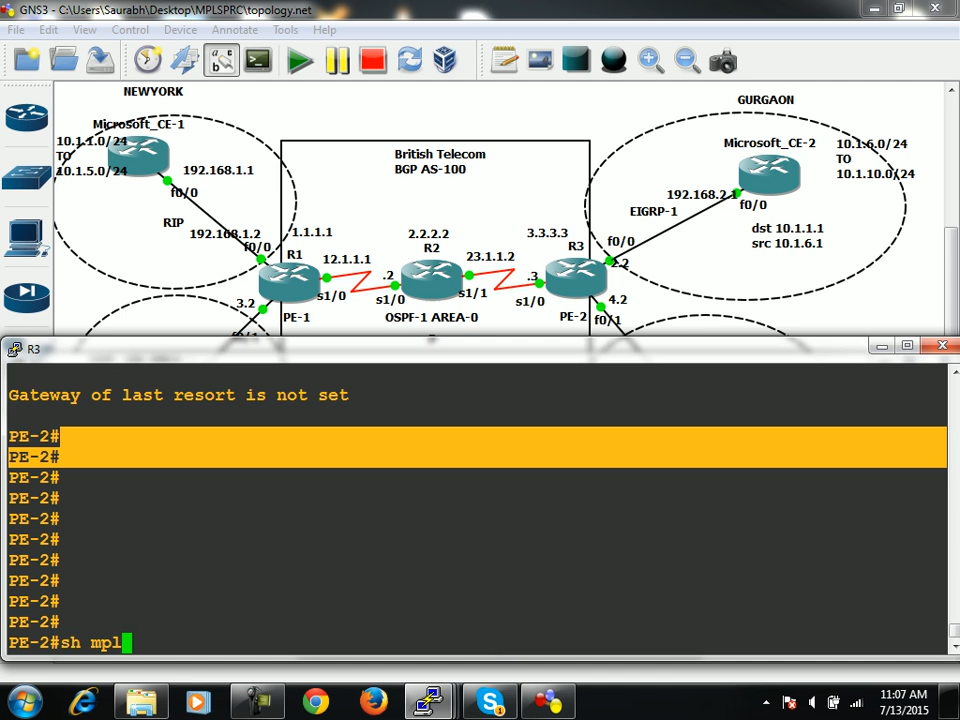 GNS3 - C:\Users\Saurabh\Desktop\MPLSPRC\topology.net
File Edit View Control Device Annotate Tools Help
NEWYORK
Microsoft_CE-1
10.1.1.0/24
TO
10.1.5.0/24
192.168.1.1
f0/0
RIP
192.168.1.2
f0/0
1.1.1.1
R1
12.1.1.1
s1/0
PE-1
3.2
British Telecom
BGP AS-100
2.2.2.2
R2
.2
s1/0
23.1.1.2
s1/1
OSPF-1 AREA-0
3.3.3.3
R3
.3
s1/0
PE-2
f0/0
2.2
4.2
f0/1
GURGAON
Microsoft_CE-2
10.1.6.0/24
TO
10.1.10.0/24
192.168.2.1
f0/0
EIGRP-1
dst 10.1.1.1
src 10.1.6.1
R3
Gateway of last resort is not set
PE-2#
PE-2#
PE-2#
PE-2#
PE-2#
PE-2#
PE-2#
PE-2#
PE-2#
PE-2#
PE-2#sh mpl
11:07 AM
7/13/2015